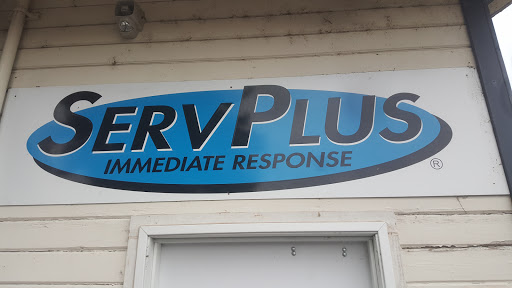 SERVPLUS
IMMEDIATE RESPONSE ®